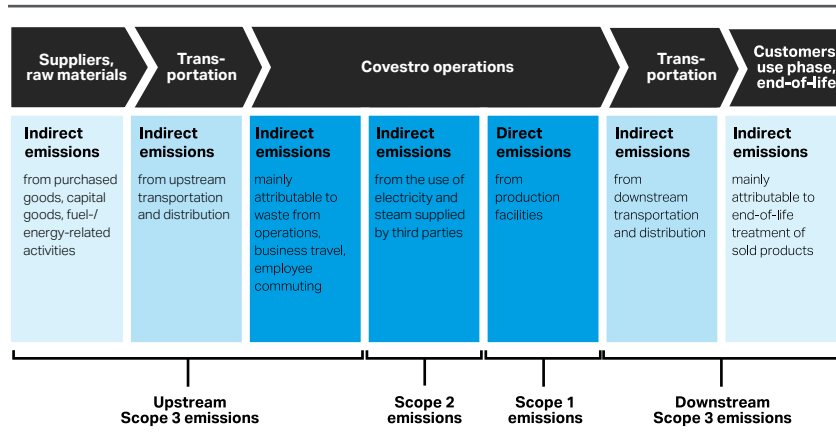 Suppliers,
raw materials
Trans-
portation
Covestro operations
Trans-
portation
Customers,
use phase,
end-of-life
Indirect
emissions
from purchased
goods, capital
goods, fuel-/
energy-related
activities
Indirect
emissions
from upstream
transportation
and distribution
Indirect
emissions
mainly
attributable to
waste from
operations,
business travel,
employee
commuting
Indirect
emissions
from the use of
electricity and
steam supplied
by third parties
Direct
emissions
from
production
facilities
Indirect
emissions
from
downstream
transportation
and distribution
Indirect
emissions
mainly
attributable to
end-of-life
treatment of
sold products
Upstream
Scope 3 emissions
Scope 2
emissions
Scope 1
emissions
Downstream
Scope 3 emissions